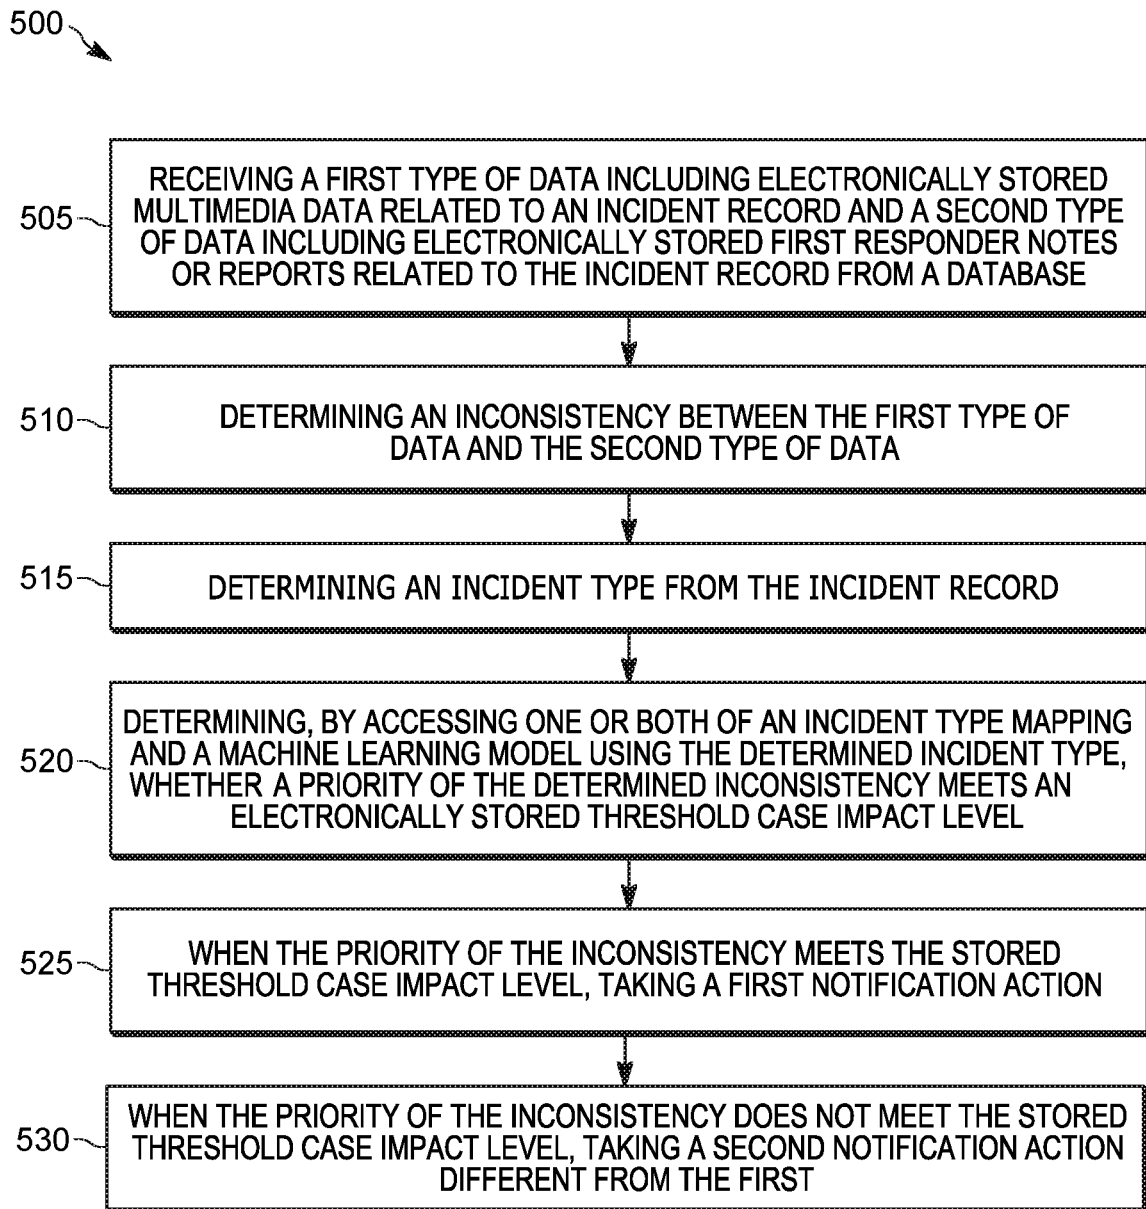 500
505
RECEIVING A FIRST TYPE OF DATA INCLUDING ELECTRONICALLY STORED
MULTIMEDIA DATA RELATED TO AN INCIDENT RECORD AND A SECOND TYPE
OF DATA INCLUDING ELECTRONICALLY STORED FIRST RESPONDER NOTES
OR REPORTS RELATED TO THE INCIDENT RECORD FROM A DATABASE
510
DETERMINING AN INCONSISTENCY BETWEEN THE FIRST TYPE OF
DATA AND THE SECOND TYPE OF DATA
515
DETERMINING AN INCIDENT TYPE FROM THE INCIDENT RECORD
520
DETERMINING, BY ACCESSING ONE OR BOTH OF AN INCIDENT TYPE MAPPING
AND A MACHINE LEARNING MODEL USING THE DETERMINED INCIDENT TYPE,
WHETHER A PRIORITY OF THE DETERMINED INCONSISTENCY MEETS AN
ELECTRONICALLY STORED THRESHOLD CASE IMPACT LEVEL
525
WHEN THE PRIORITY OF THE INCONSISTENCY MEETS THE STORED
THRESHOLD CASE IMPACT LEVEL, TAKING A FIRST NOTIFICATION ACTION
530
WHEN THE PRIORITY OF THE INCONSISTENCY DOES NOT MEET THE STORED
THRESHOLD CASE IMPACT LEVEL, TAKING A SECOND NOTIFICATION ACTION
DIFFERENT FROM THE FIRST